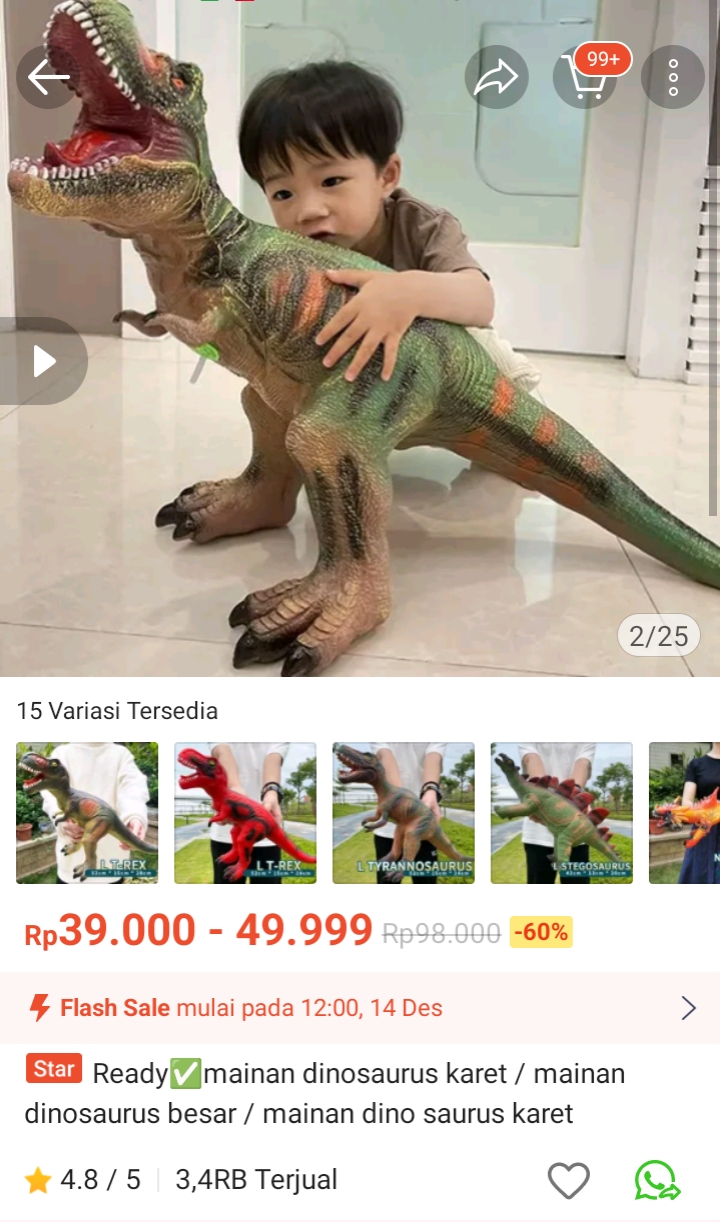 99+
2/25
15 Variasi Tersedia
L T-REX
L T-REX
L TYRANNOSAURUS
L STEGOSAURUS
Rp39.000 - 49.999 Rp98.000 -60%
Flash Sale mulai pada 12:00, 14 Des
Star Ready✅mainan dinosaurus karet / mainan
dinosaurus besar / mainan dino saurus karet
4.8 / 5 3,4RB Terjual